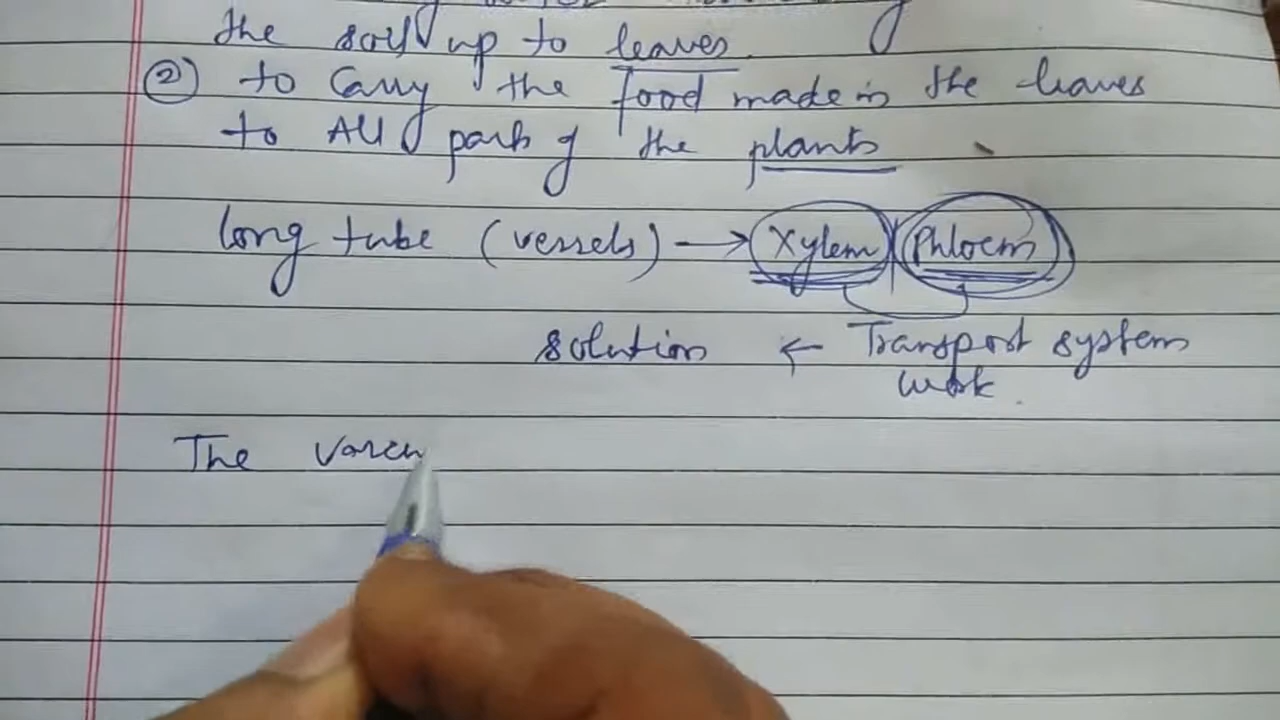 the soil up to leaves.
② to Carry the food made in the leaves
to All parts of the plants
long tube (vessels) → Xylem Phloem
solution ← Transport system
work.
The Vascu